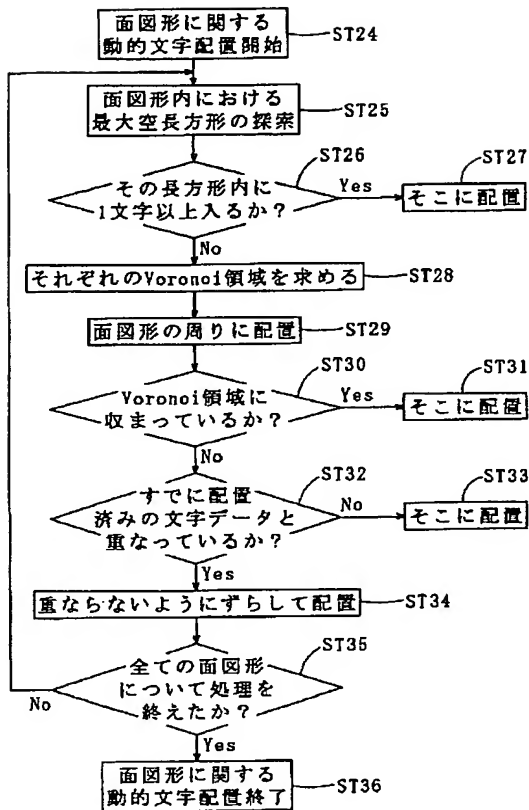 面図形に関する
動的文字配置開始
ST24
面図形内における
最大空長方形の探索
ST25
ST26
その長方形内に
1文字以上入るか?
Yes
ST27
そこに配置
No
それぞれのVoronoi領域を求める
ST28
面図形の周りに配置
ST29
ST30
Voronoi領域に
収まっているか?
Yes
ST31
そこに配置
No
ST32
すでに配置
済みの文字データと
重なっているか?
No
ST33
そこに配置
Yes
重ならないようにずらして配置
ST34
ST35
全ての面図形
について処理を
終えたか?
No
Yes
面図形に関する
動的文字配置終了
ST36